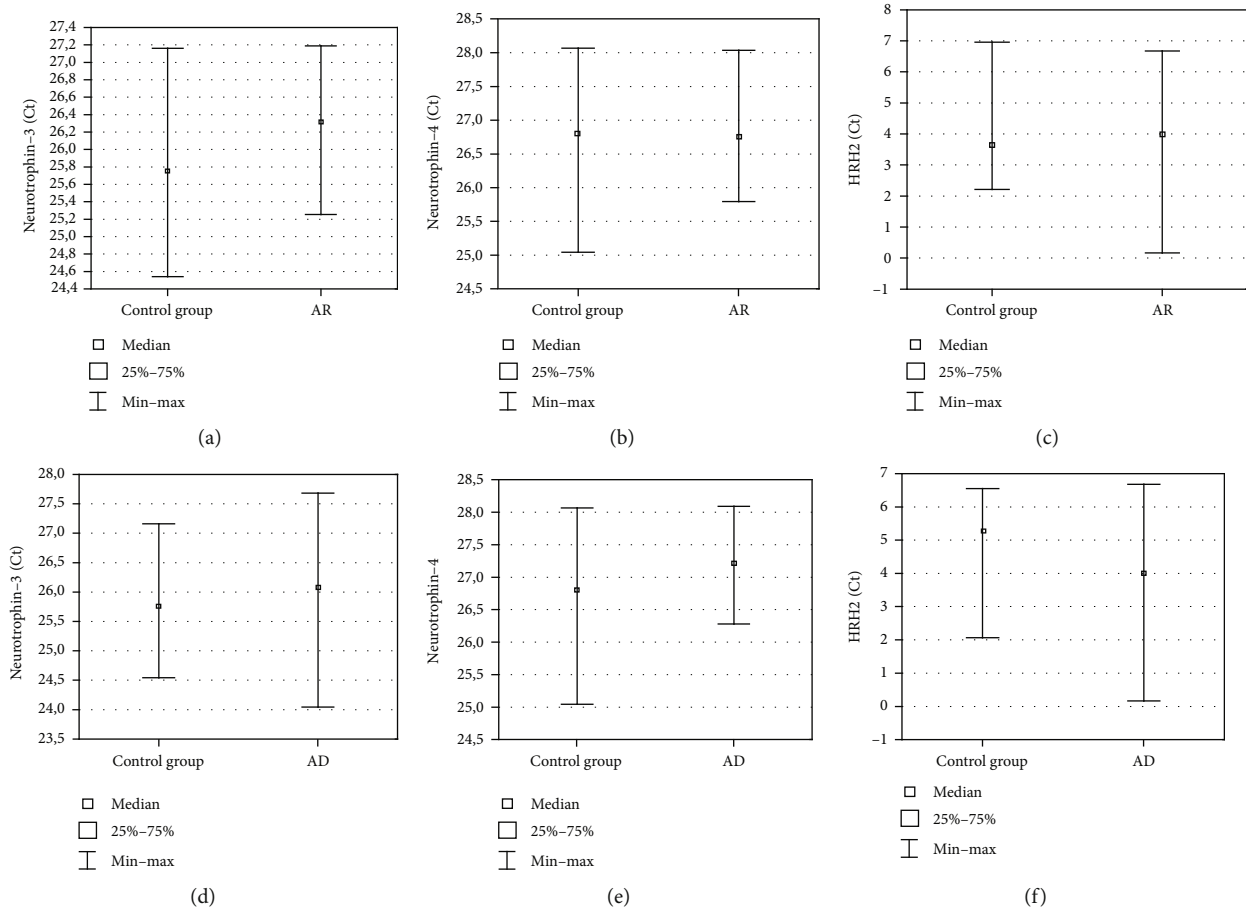 Neurotrophin–3 (Ct)
27,4
27,2
27,0
26,8
26,6
26,4
26,2
26,0
25,8
25,6
25,4
25,2
25,0
24,8
24,6
24,4
Control group AR
Median
25%–75%
Min–max
(a)
Neurotrophin–4 (Ct)
28,5
28,0
27,5
27,0
26,5
26,0
25,5
25,0
24,5
Control group AR
Median
25%–75%
Min–max
(b)
HRH2 (Ct)
8
7
6
5
4
3
2
1
0
–1
Control group AR
Median
25%–75%
Min–max
(c)
Neurotrophin–3 (Ct)
28,0
27,5
27,0
26,5
26,0
25,5
25,0
24,5
24,0
23,5
Control group AD
Median
25%–75%
Min–max
(d)
Neurotrophin–4
28,5
28,0
27,5
27,0
26,5
26,0
25,5
25,0
24,5
Control group AD
Median
25%–75%
Min–max
(e)
HRH2 (Ct)
7
6
5
4
3
2
1
0
–1
Control group AD
Median
25%–75%
Min–max
(f)